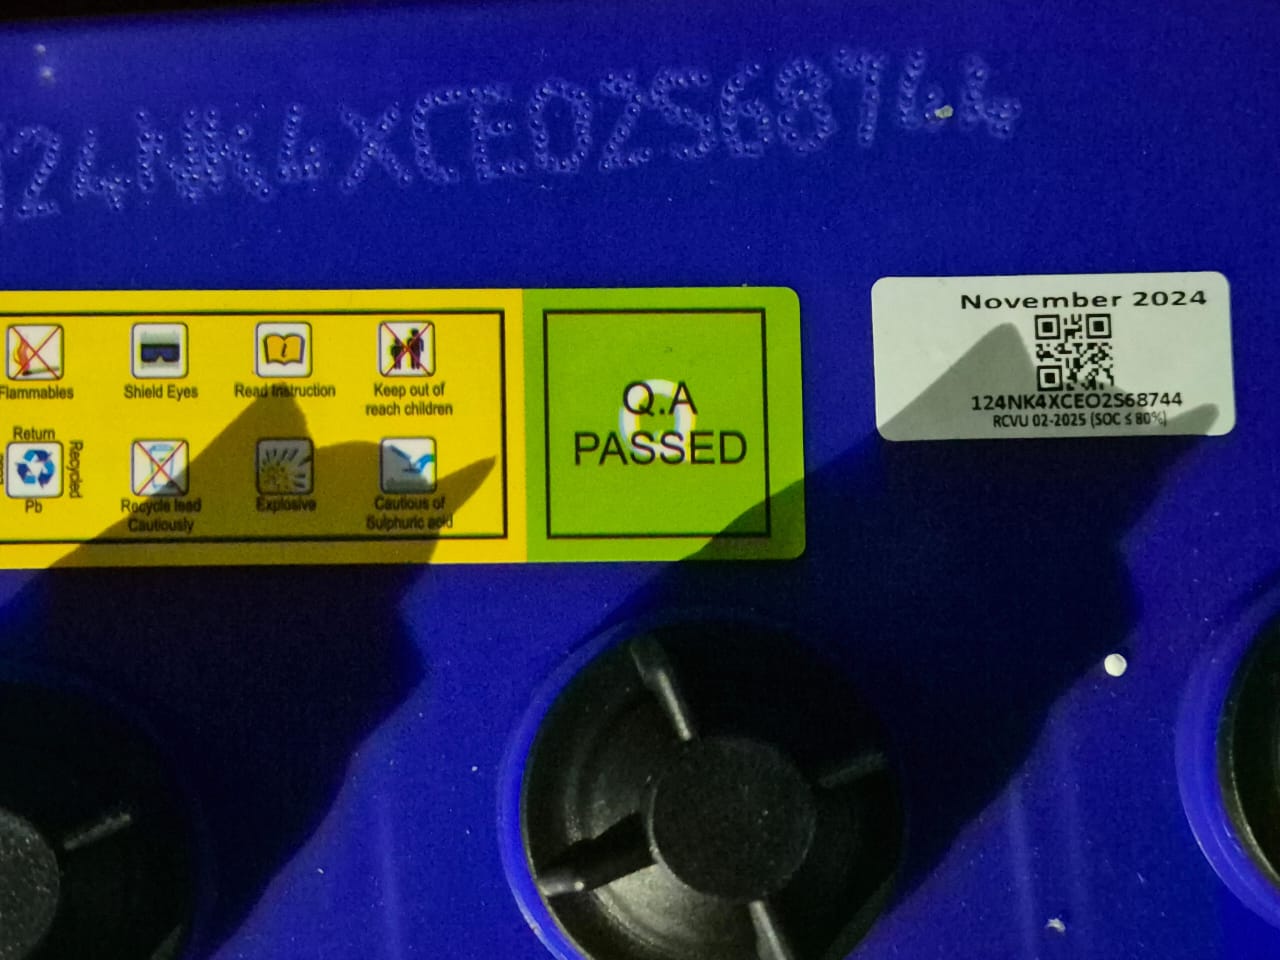 124NK4XCEO2S68744
November 2024
124NK4XCEO2S68744
RCVU 02-2025 (SOC ≤ 80%)
Flammables
Shield Eyes
Read Instruction
Keep out of
reach children
Return
Recycled
Pb
Recycle lead
Cautiously
Explosive
Cautious of
Sulphuric acid
Q.A
PASSED